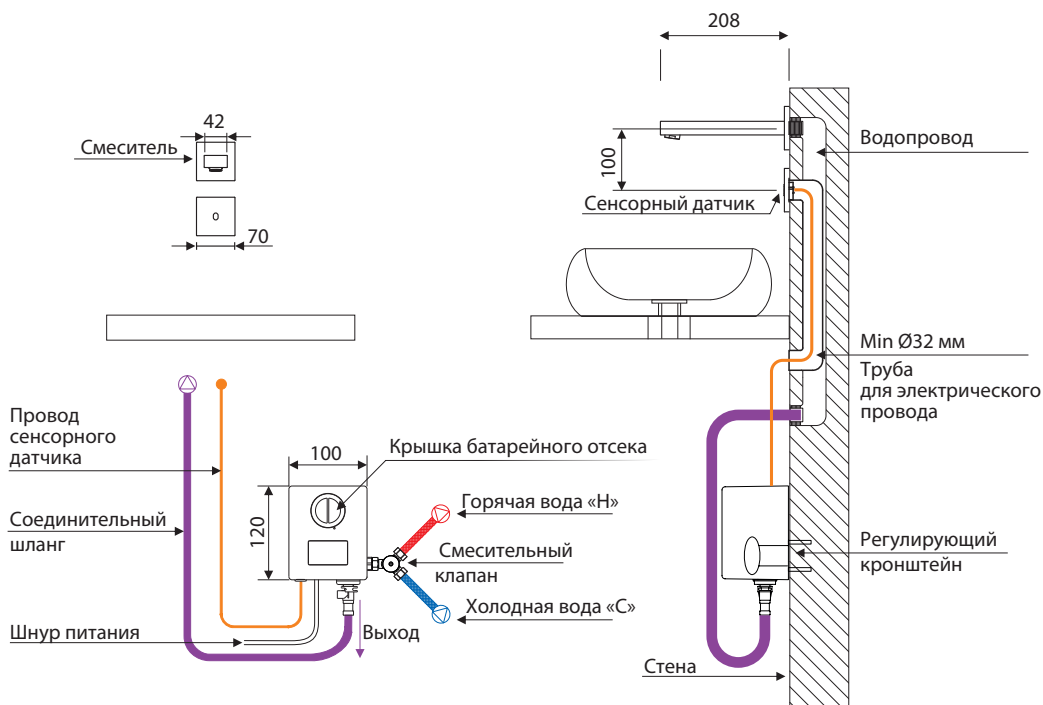 208
42
Смеситель
Водопровод
100
Сенсорный датчик
70
Min Ø32 мм
Труба
для электрического
провода
Провод
сенсорного
датчика
100
Крышка батарейного отсека
Горячая вода «Н»
Соединительный
шланг
120
Смесительный
клапан
Регулирующий
кронштейн
Холодная вода «С»
Шнур питания
Выход
Стена